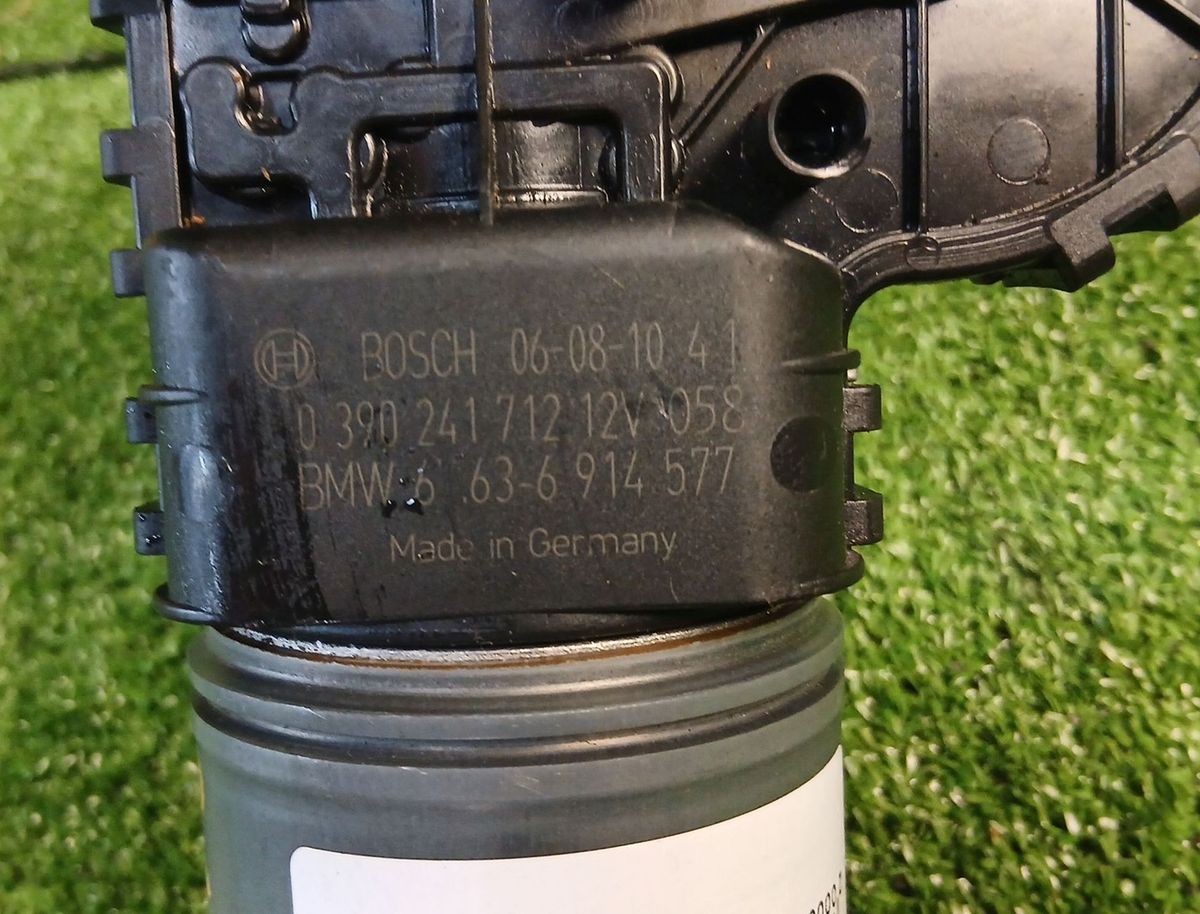 BOSCH 06-08-10 41
0 390 241 712 12V 058
BMW 6 .63-6 914 577
Made in Germany